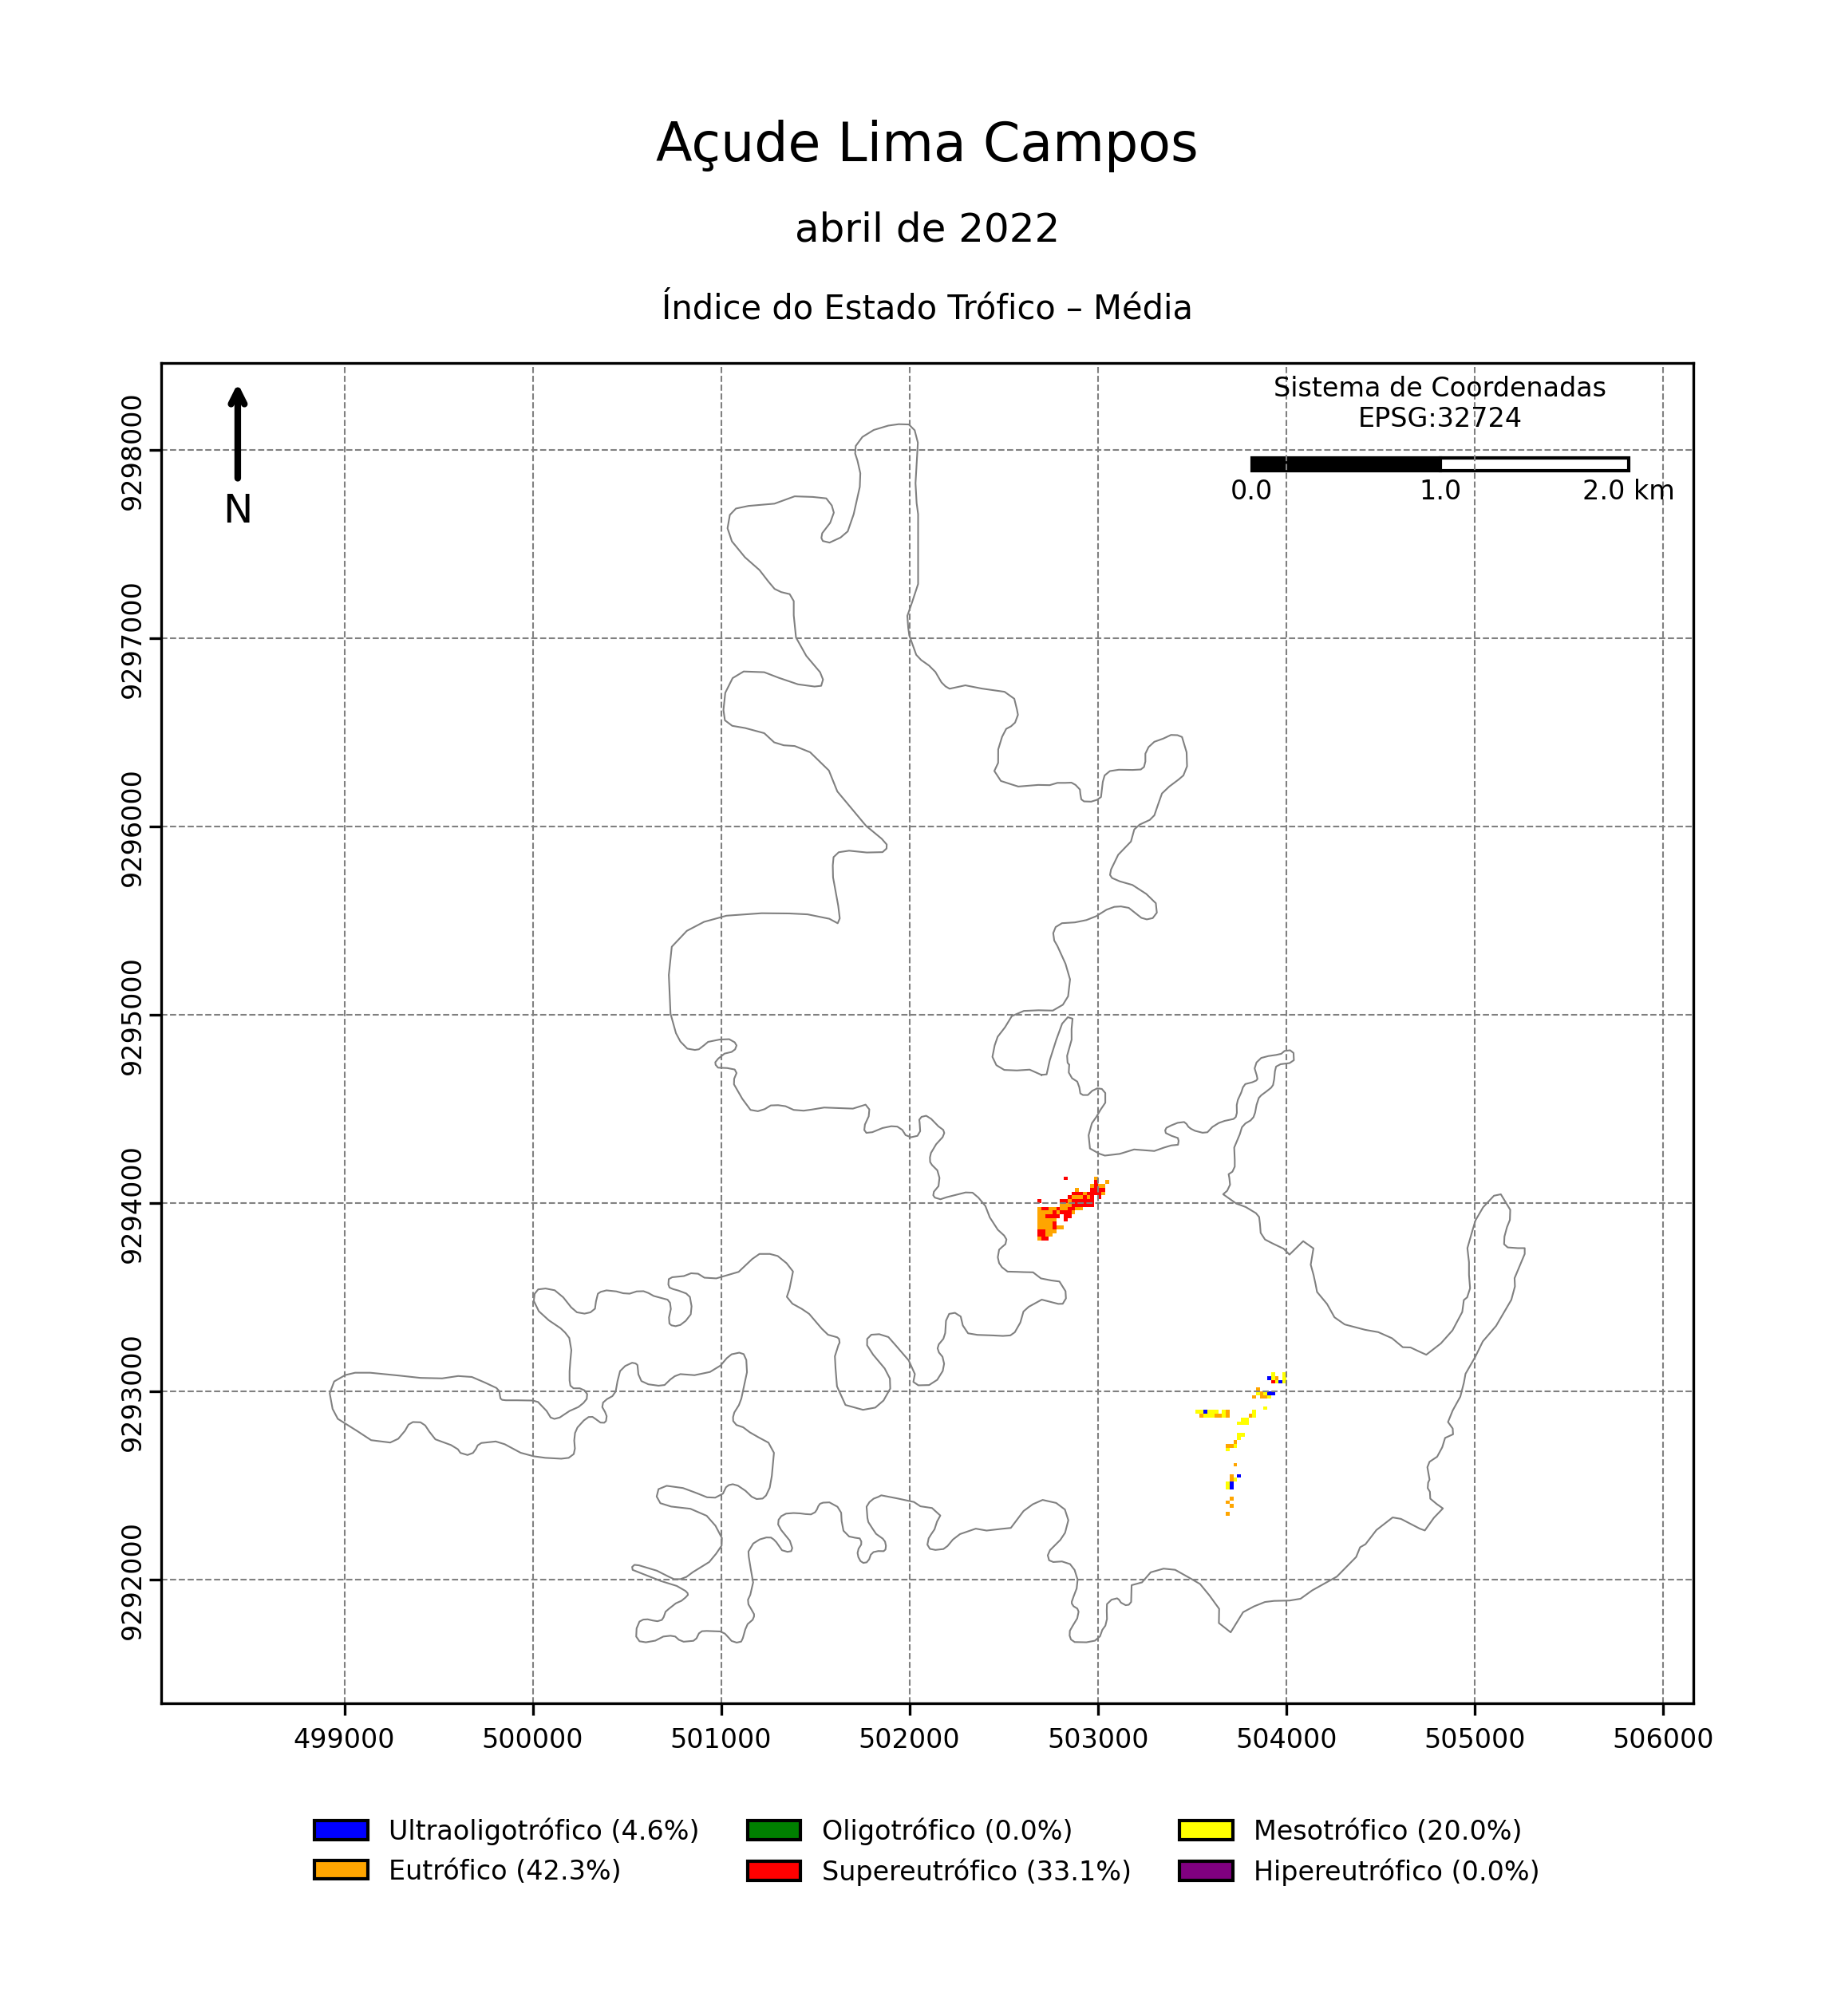 Açude Lima Campos
abril de 2022
Índice do Estado Trófico – Média
Sistema de Coordenadas
EPSG:32724
0.0 1.0 2.0 km
N
9298000
9297000
9296000
9295000
9294000
9293000
9292000
499000 500000 501000 502000 503000 504000 505000 506000
Ultraoligotrófico (4.6%) Oligotrófico (0.0%) Mesotrófico (20.0%)
Eutrófico (42.3%) Supereutrófico (33.1%) Hipereutrófico (0.0%)